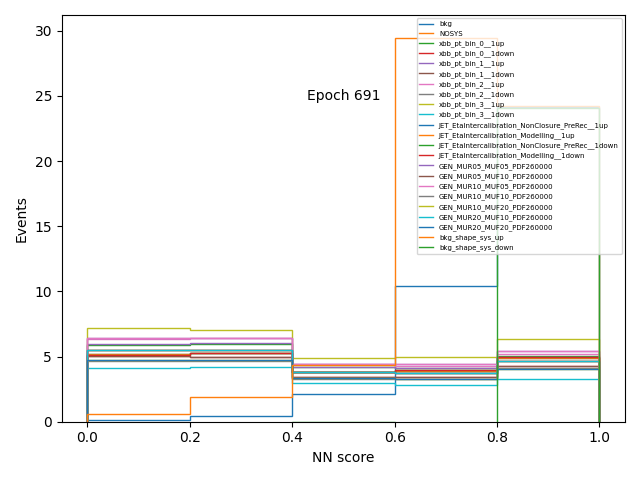 bkg
NOSYS
xbb_pt_bin_0__1up
xbb_pt_bin_0__1down
xbb_pt_bin_1__1up
xbb_pt_bin_1__1down
xbb_pt_bin_2__1up
xbb_pt_bin_2__1down
xbb_pt_bin_3__1up
xbb_pt_bin_3__1down
JET_EtaIntercalibration_NonClosure_PreRec__1up
JET_EtaIntercalibration_Modelling__1up
JET_EtaIntercalibration_NonClosure_PreRec__1down
JET_EtaIntercalibration_Modelling__1down
GEN_MUR05_MUF05_PDF260000
GEN_MUR05_MUF10_PDF260000
GEN_MUR10_MUF05_PDF260000
GEN_MUR10_MUF10_PDF260000
GEN_MUR10_MUF20_PDF260000
GEN_MUR20_MUF10_PDF260000
GEN_MUR20_MUF20_PDF260000
bkg_shape_sys_up
bkg_shape_sys_down
Epoch 691
30
25
20
15
10
5
0
Events
0.0 0.2 0.4 0.6 0.8 1.0
NN score